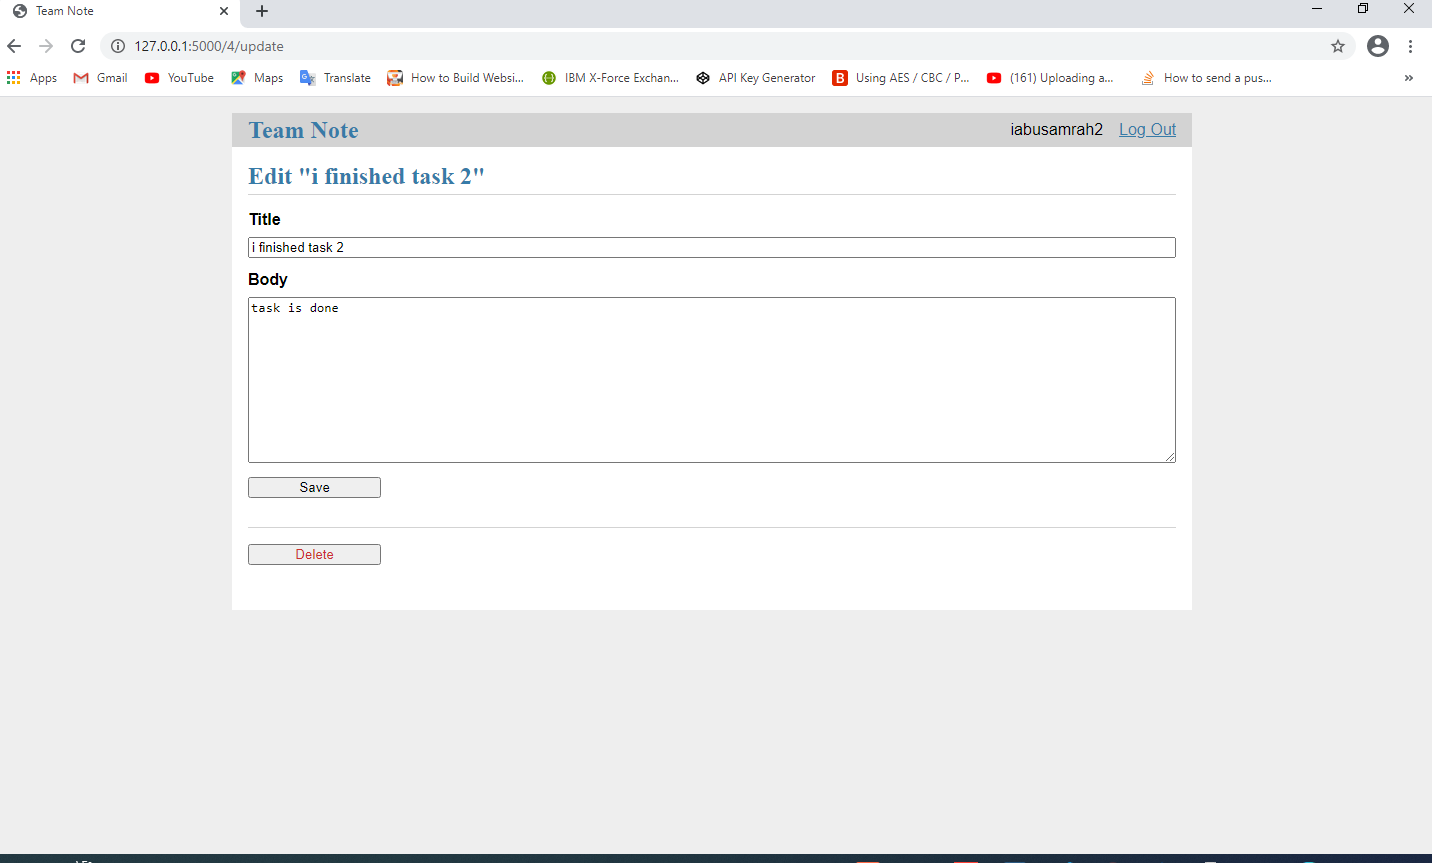 Team Note
127.0.0.1:5000/4/update
Apps Gmail YouTube Maps Translate How to Build Websi... IBM X-Force Exchan... API Key Generator Using AES / CBC / P... (161) Uploading a... How to send a pus... »
Team Note iabusamrah2 Log Out
Edit "i finished task 2"
Title
i finished task 2
Body
task is done
Save
Delete